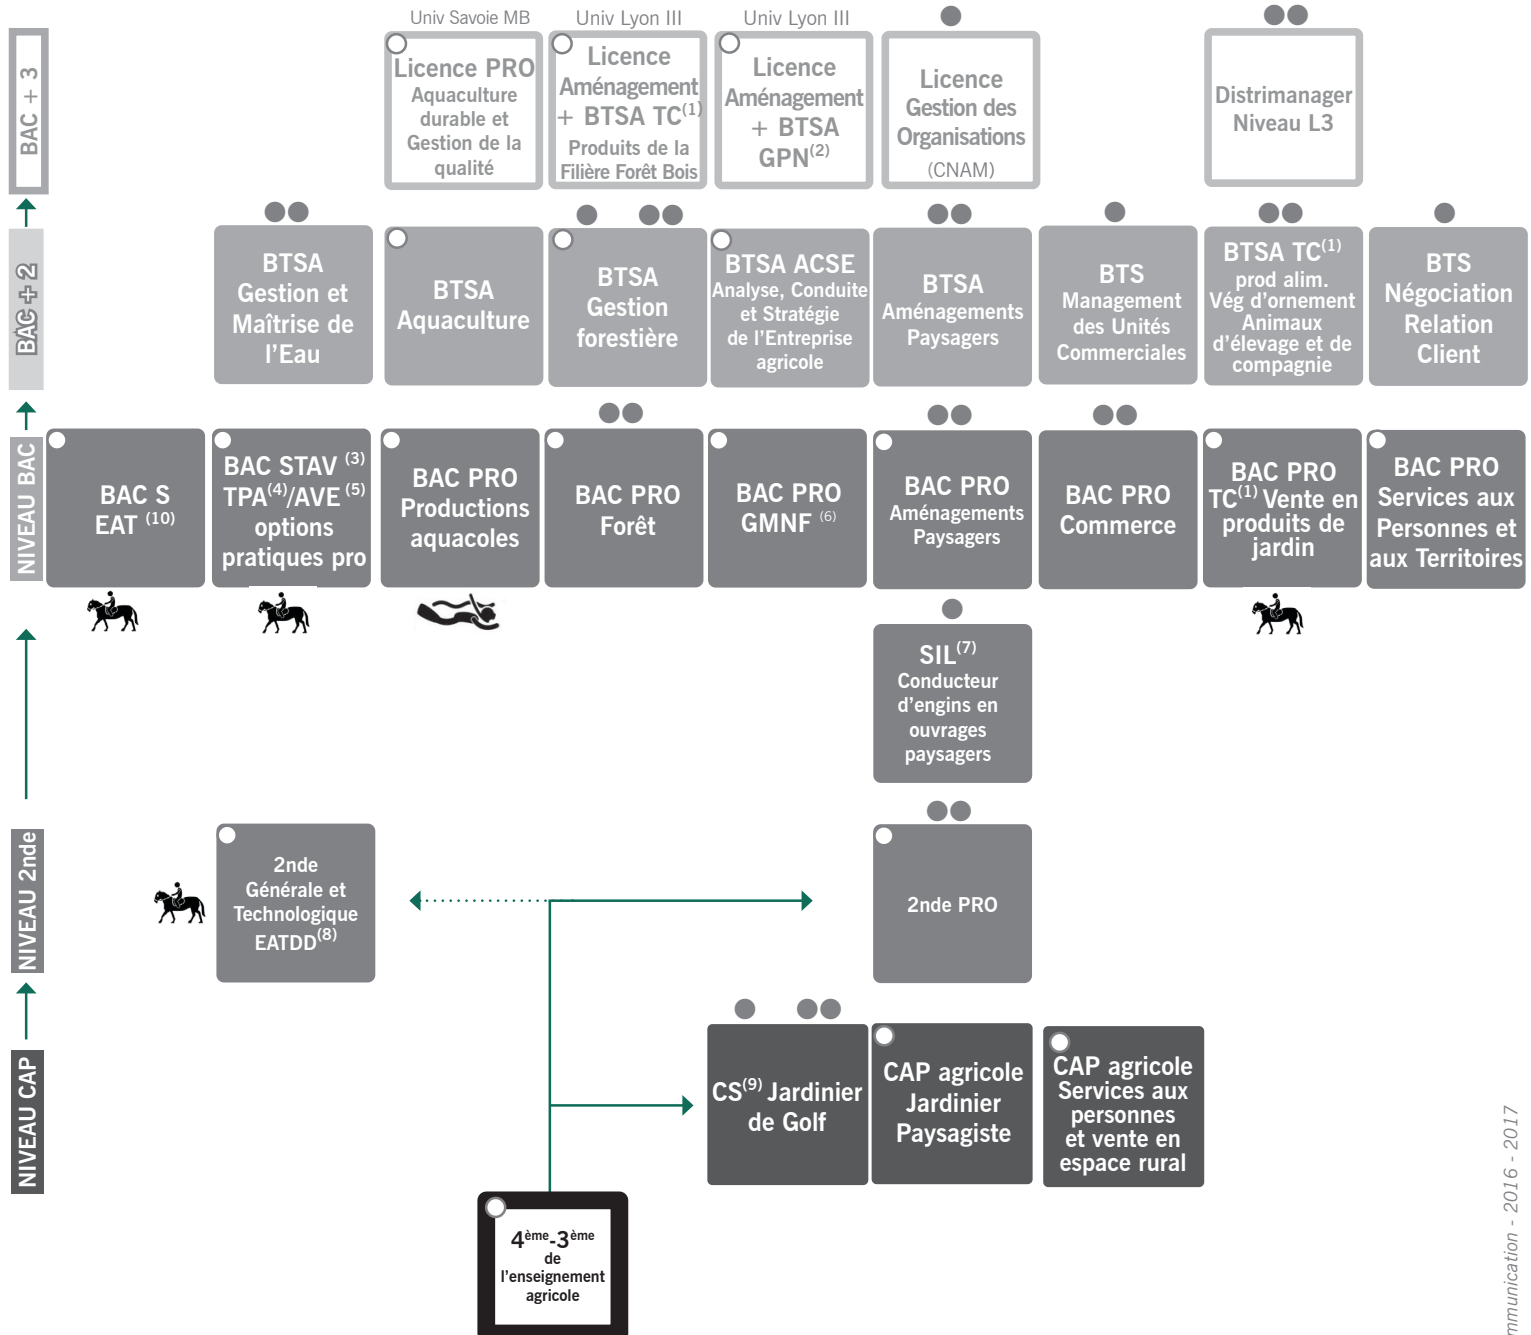 Univ Savoie MB
Univ Lyon III
Univ Lyon III
BAC + 3
Licence PRO
Aquaculture
durable et
Gestion de la
qualité
Licence
Aménagement
+ BTSA TC(1)
Produits de la
Filière Forêt Bois
Licence
Aménagement
+ BTSA
GPN(2)
Licence
Gestion des
Organisations
(CNAM)
Distrimanager
Niveau L3
BAC + 2
BTSA
Gestion et
Maîtrise de
l'Eau
BTSA
Aquaculture
BTSA
Gestion
forestière
BTSA ACSE
Analyse, Conduite
et Stratégie
de l'Entreprise
agricole
BTSA
Aménagements
Paysagers
BTS
Management
des Unités
Commerciales
BTSA TC(1)
prod alim.
Vég d'ornement
Animaux
d'élevage et de
compagnie
BTS
Négociation
Relation
Client
NIVEAU BAC
BAC S
EAT (10)
BAC STAV (3)
TPA(4)/AVE (5)
options
pratiques pro
BAC PRO
Productions
aquacoles
BAC PRO
Forêt
BAC PRO
GMNF (6)
BAC PRO
Aménagements
Paysagers
BAC PRO
Commerce
BAC PRO
TC(1) Vente en
produits de
jardin
BAC PRO
Services aux
Personnes et
aux Territoires
SIL(7)
Conducteur
d'engins en
ouvrages
paysagers
NIVEAU 2nde
2nde
Générale et
Technologique
EATDD(8)
2nde PRO
NIVEAU CAP
CS(9) Jardinier
de Golf
CAP agricole
Jardinier
Paysagiste
CAP agricole
Services aux
personnes
et vente en
espace rural
4ème-3ème
de
l'enseignement
agricole
mmunication - 2016 - 2017